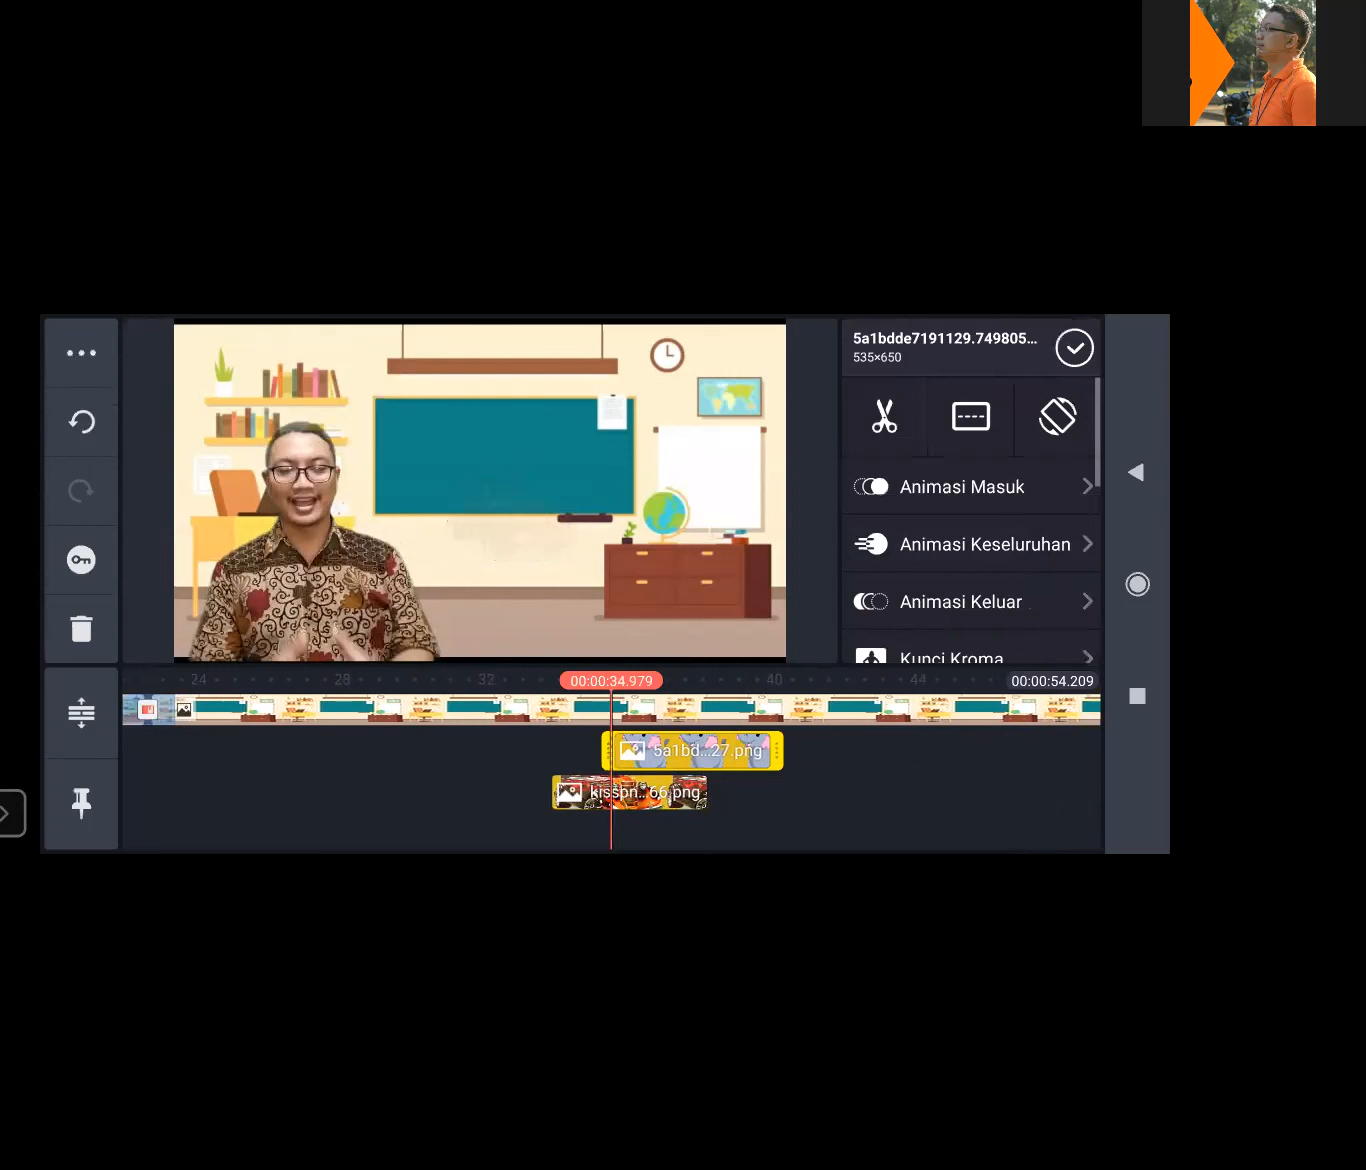 5a1bdde7191129.749805...
535×650
Animasi Masuk
Animasi Keseluruhan
Animasi Keluar
Kunci Kroma
24
28
32
00:00:34.979
40
44
00:00:54.209
5a1bd...27.png
kisspn...66.png